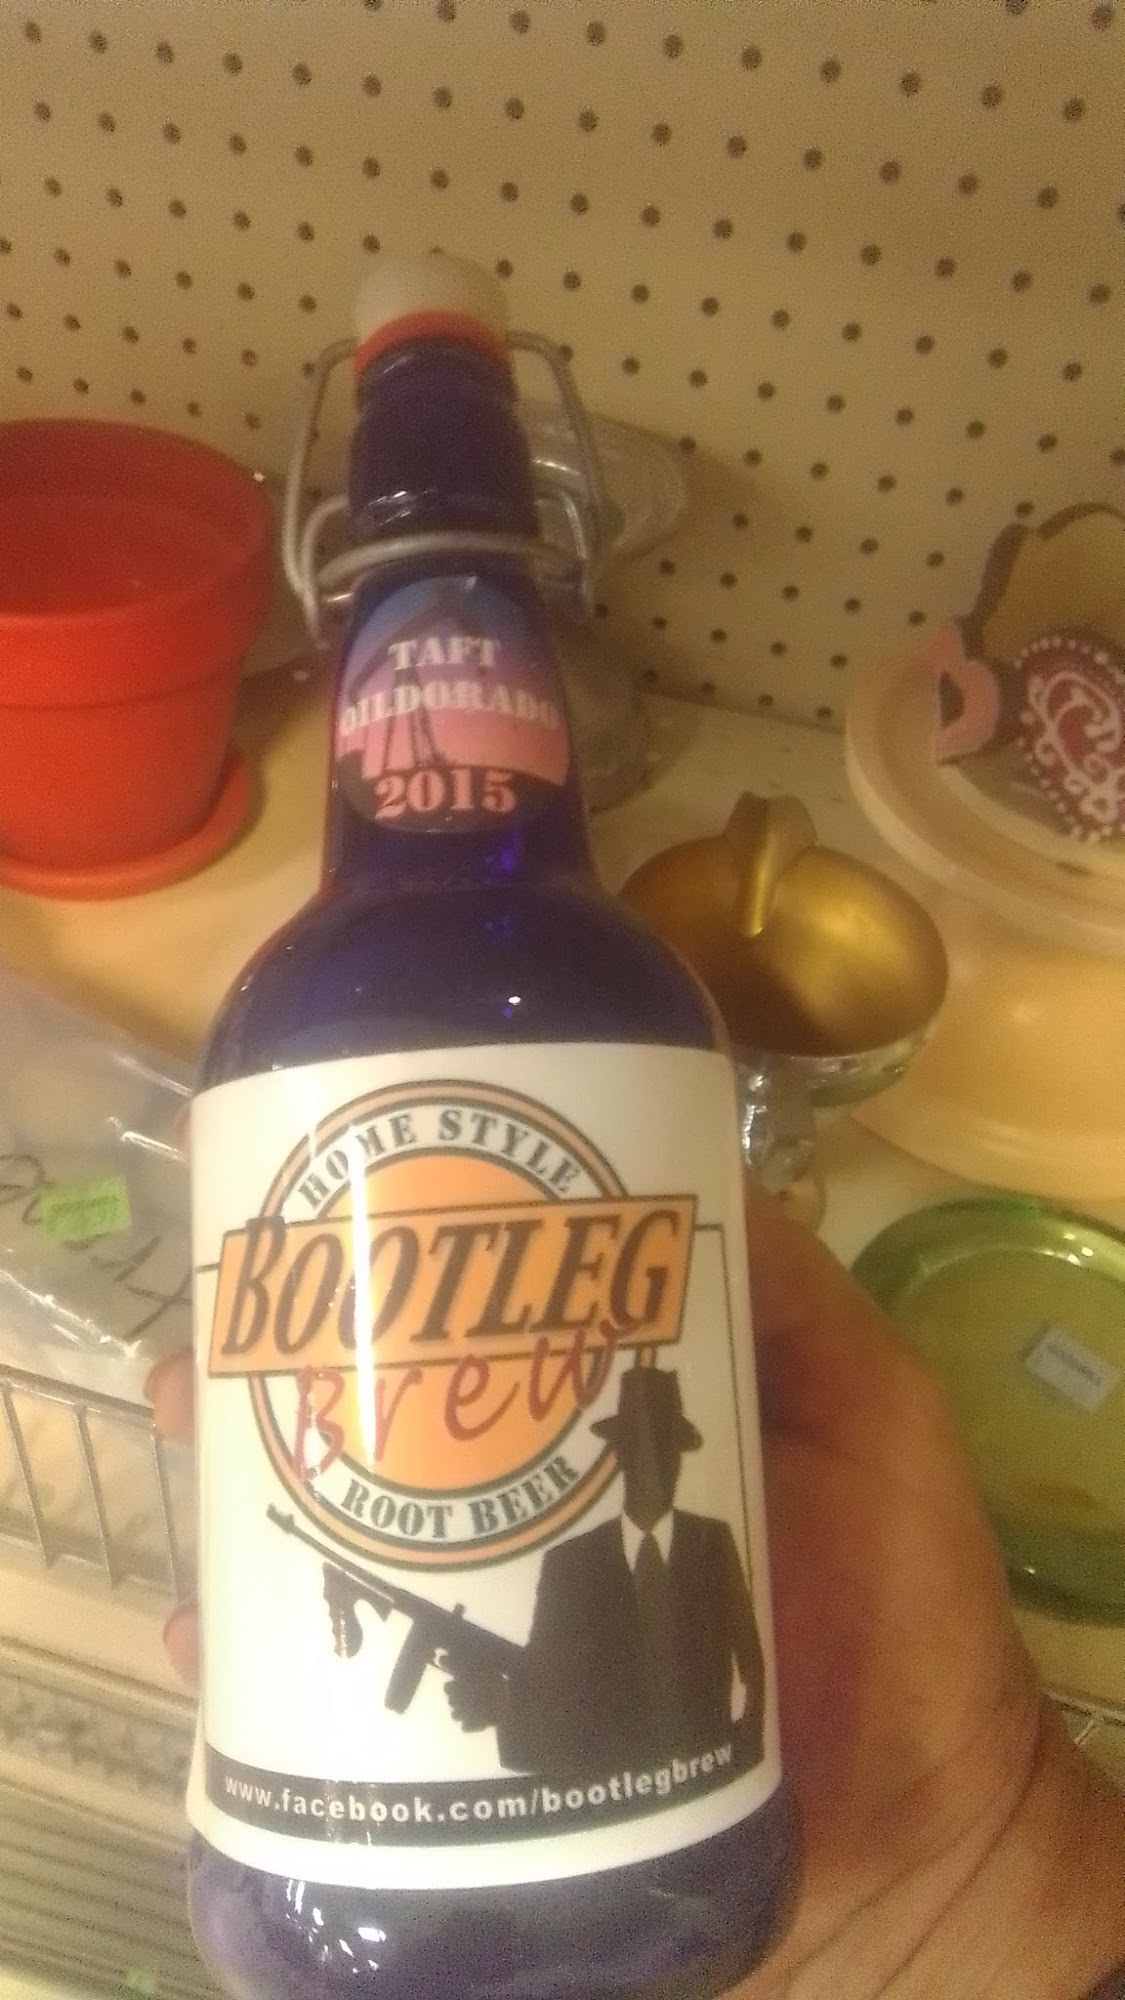 TAFT
OILDORADO
2015
HOME STYLE
BOOTLEG
Brew
ROOT BEER
www.facebook.com/bootlegbrew